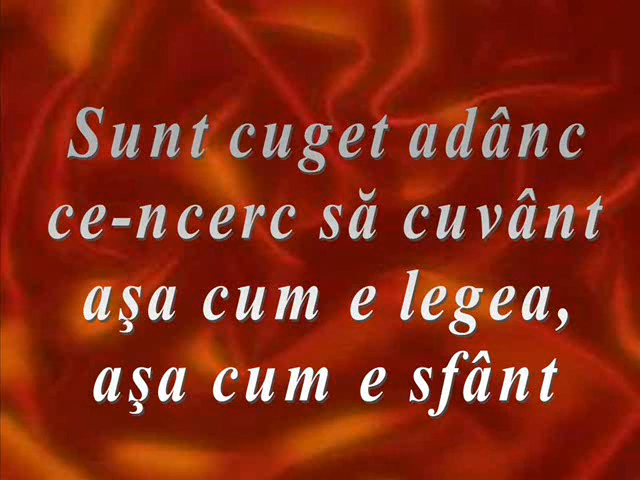 Sunt cuget adânc
ce-ncerc să cuvânt
aşa cum e legea,
aşa cum e sfânt